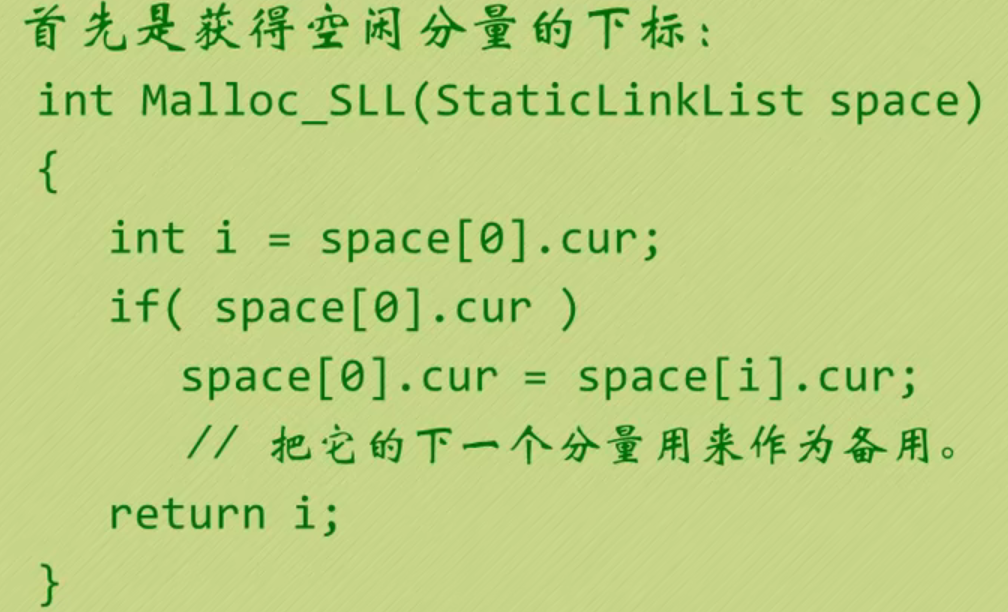 首先是获得空闲分量的下标：
int Malloc_SLL(StaticLinkList space)
{
int i = space[0].cur;
if( space[0].cur )
space[0].cur = space[i].cur;
// 把它的下一个分量用来作为备用。
return i;
}